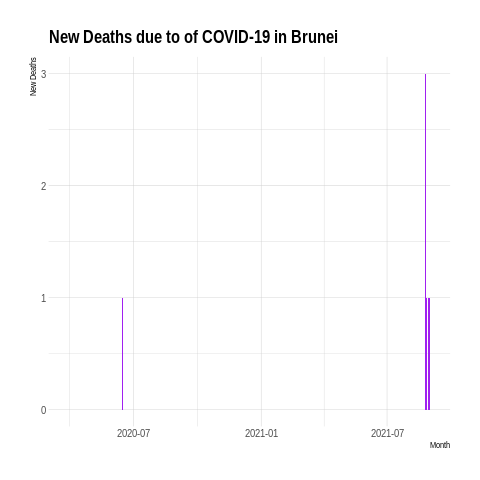 New Deaths due to of COVID-19 in Brunei
New Deaths
3
2
1
0
2020-07 2021-01 2021-07
Month